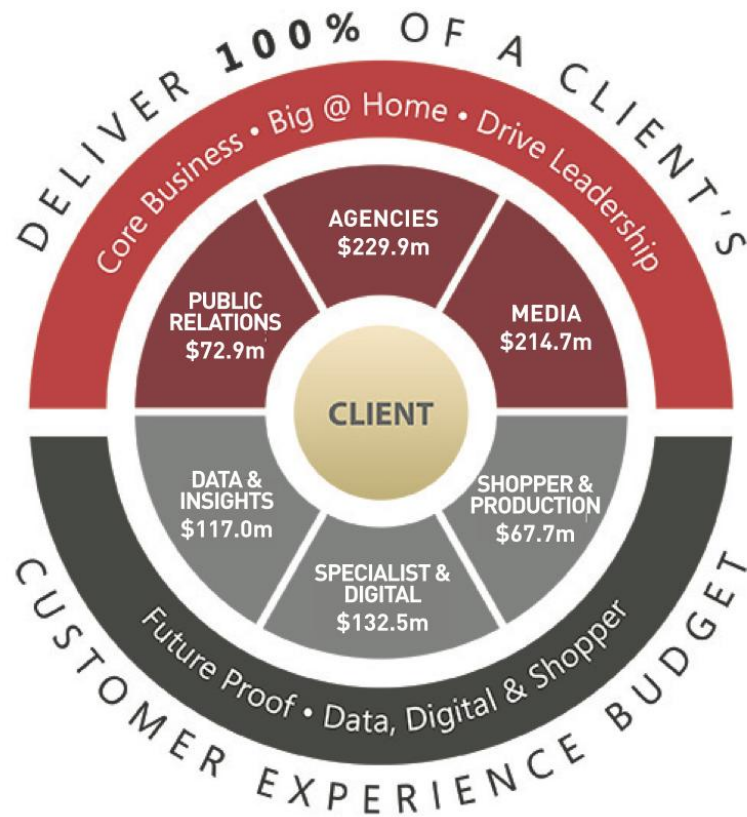 DELIVER 100% OF A CLIENT'S
Core Business • Big @ Home • Drive Leadership
AGENCIES
$229.9m
PUBLIC
RELATIONS
$72.9m
MEDIA
$214.7m
CLIENT
DATA &
INSIGHTS
$117.0m
SHOPPER &
PRODUCTION
$67.7m
SPECIALIST &
DIGITAL
$132.5m
Future Proof • Data, Digital & Shopper
CUSTOMER EXPERIENCE BUDGET